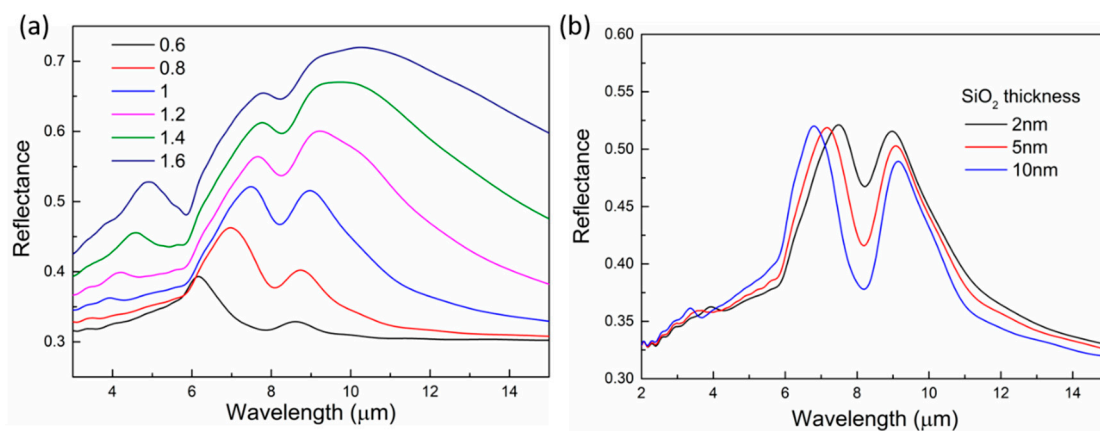 (a)
0.6
0.8
1
1.2
1.4
1.6
Reflectance
0.7
0.6
0.5
0.4
0.3
4 6 8 10 12 14
Wavelength (μm)
(b)
Reflectance
0.60
0.55
0.50
0.45
0.40
0.35
0.30
SiO₂ thickness
2nm
5nm
10nm
2 4 6 8 10 12 14
Wavelength (μm)